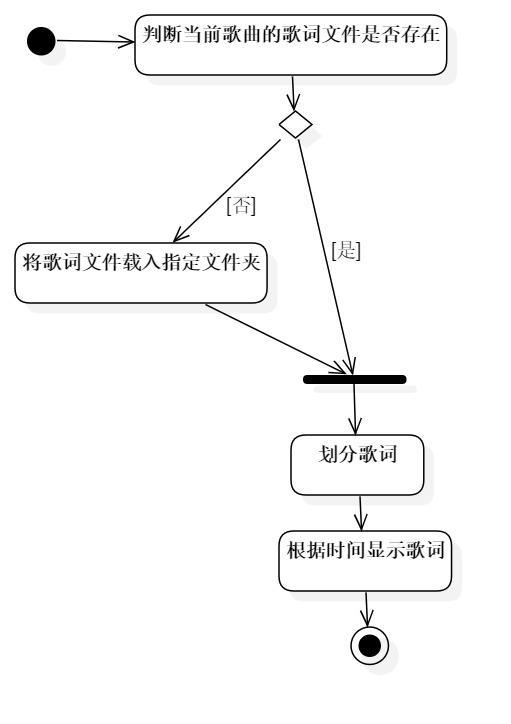 判断当前歌曲的歌词文件是否存在
[否]
[是]
将歌词文件载入指定文件夹
划分歌词
根据时间显示歌词